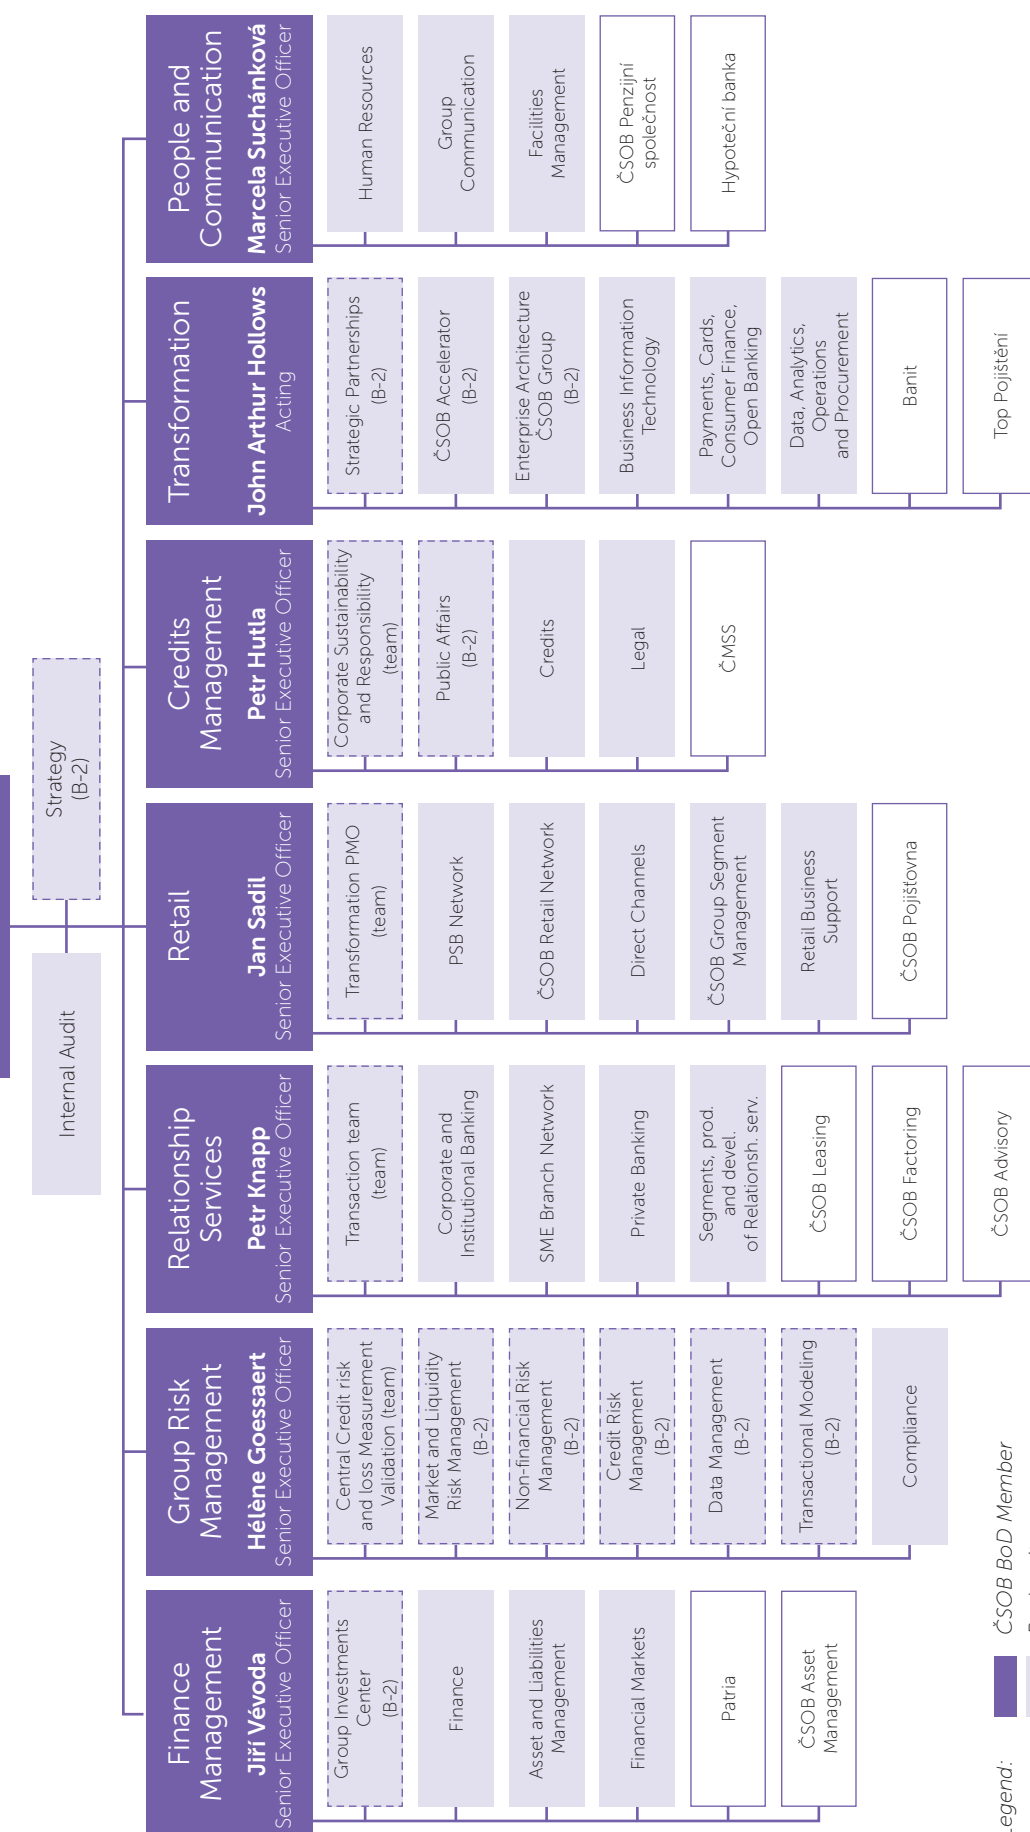 Internal Audit
Strategy
(B-2)
Finance
Management
Jiří Vévoda
Senior Executive Officer
Group Investments
Center
(B-2)
Finance
Asset and Liabilities
Management
Financial Markets
Patria
ČSOB Asset
Management
Group Risk
Management
Hélène Goessaert
Senior Executive Officer
Central Credit risk
and loss Measurement
Validation (team)
Market and Liquidity
Risk Management
(B-2)
Non-financial Risk
Management
(B-2)
Credit Risk
Management
(B-2)
Data Management
(B-2)
Transactional Modeling
(B-2)
Compliance
Relationship
Services
Petr Knapp
Senior Executive Officer
Transaction team
(team)
Corporate and
Institutional Banking
SME Branch Network
Private Banking
Segments, prod.
and devel.
of Relationsh. serv.
ČSOB Leasing
ČSOB Factoring
ČSOB Advisory
Retail
Jan Sadil
Senior Executive Officer
Transformation PMO
(team)
PSB Network
ČSOB Retail Network
Direct Channels
ČSOB Group Segment
Management
Retail Business
Support
ČSOB Pojišťovna
Credits
Management
Petr Hutla
Senior Executive Officer
Corporate Sustainability
and Responsibility
(team)
Public Affairs
(B-2)
Credits
Legal
ČMSS
Transformation
John Arthur Hollows
Acting
Strategic Partnerships
(B-2)
ČSOB Accelerator
(B-2)
Enterprise Architecture
ČSOB Group
(B-2)
Business Information
Technology
Payments, Cards,
Consumer Finance,
Open Banking
Data, Analytics,
Operations
and Procurement
Banit
Top Pojištění
People and
Communication
Marcela Suchánková
Senior Executive Officer
Human Resources
Group
Communication
Facilities
Management
ČSOB Penzijní
společnost
Hypoteční banka
egend:
ČSOB BoD Member